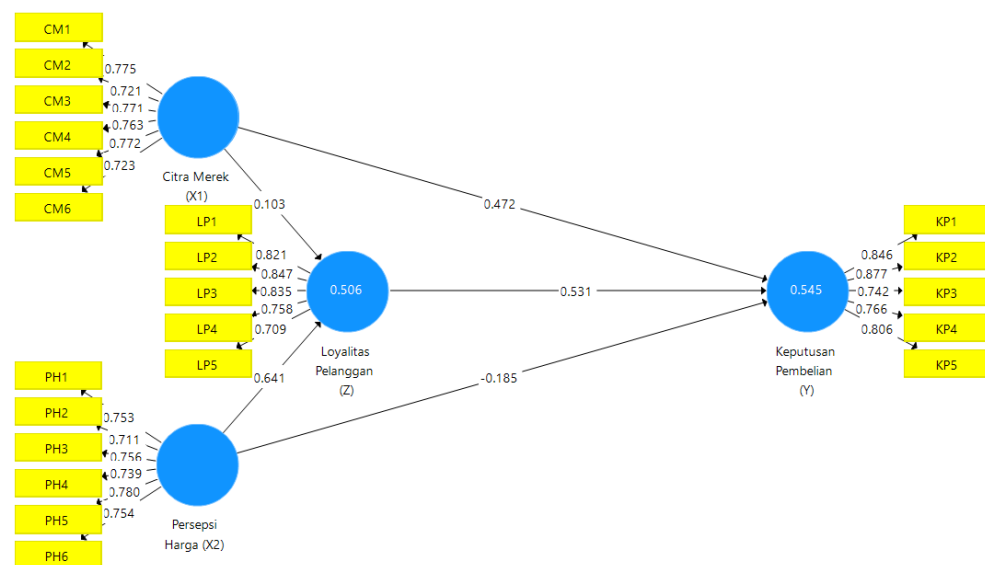 CM1
CM2
CM3
CM4
CM5
CM6
0.775
0.721
0.771
0.763
0.772
0.723
Citra Merek
(X1)
0.103
0.472
LP1
LP2
LP3
LP4
LP5
0.821
0.847
0.835
0.758
0.709
0.506
Loyalitas
Pelanggan
(Z)
0.531
0.641
-0.185
PH1
PH2
PH3
PH4
PH5
PH6
0.753
0.711
0.756
0.739
0.780
0.754
Persepsi
Harga (X2)
0.545
Keputusan
Pembelian
(Y)
0.846
0.877
0.742
0.766
0.806
KP1
KP2
KP3
KP4
KP5